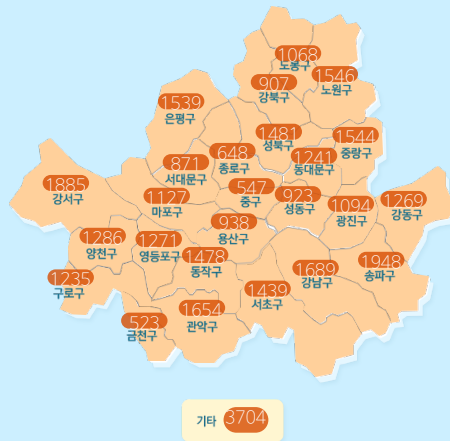 1068
도봉구
907
강북구
1546
노원구
1539
은평구
1481
성북구
1544
중랑구
648
종로구
1241
동대문구
871
서대문구
1885
강서구
1127
마포구
547
중구
923
성동구
1094
광진구
1269
강동구
938
용산구
1286
양천구
1271
영등포구
1478
동작구
1948
송파구
1689
강남구
1235
구로구
1439
서초구
1654
관악구
523
금천구
기타 3704